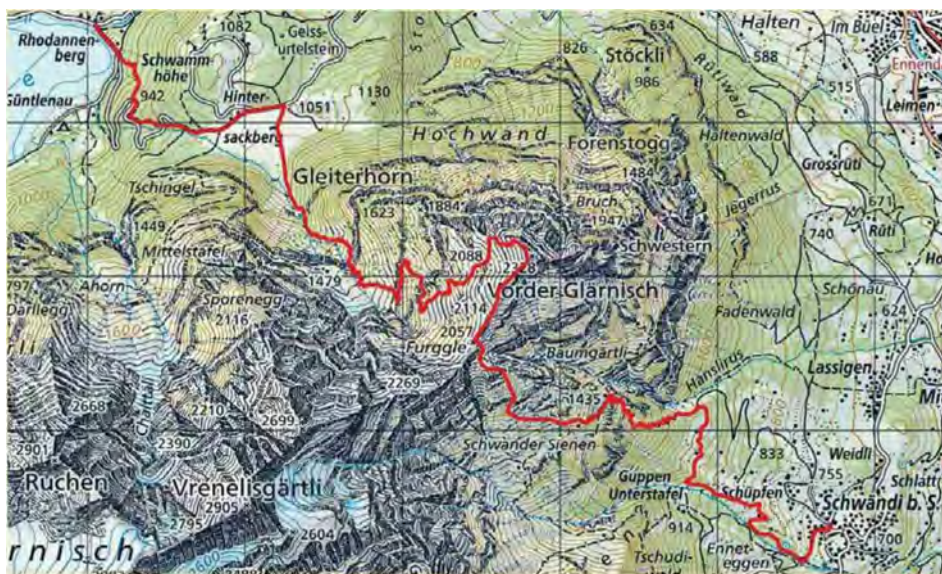 Rhodannen-
berg
1082
Geiss-
urtelstein
Schwamm-
höhe
942
Hinter-
sackberg
1051
1130
Güntlenau
e
826
634
Halten
Im Büel
75
Stöckli
588
986
Rütiwald
515
Ennenda
Leimen
Hochwand
Forenstogg
Haltenwald
Grossrüti
Gleiterhorn
Tschingel
1623
1884
Bruch
1484
Jegerrus
671
1947
Rüti
1449
Mittelstafel
Schwestern
740
2088
2328
1479
Ahorn
797
Sporenegg
Vorder Glärnisch
Schönau
Darllegg
2116
2114
Fadenwald
624
2057
Furggle
Baumgärtli
Hanslirus
Lassigen
2269
2668
2210
2699
1435
2901
2390
Schwander Sienen
833
Weidli
Ruchen
Vrenelisgärtli
Guppen
Unterstafel
755
Schlatt
2905
Schüpfen
Schwändi b. S.
2795
2604
914
700
rnisch
Ennet-
eggen
Tschudi-